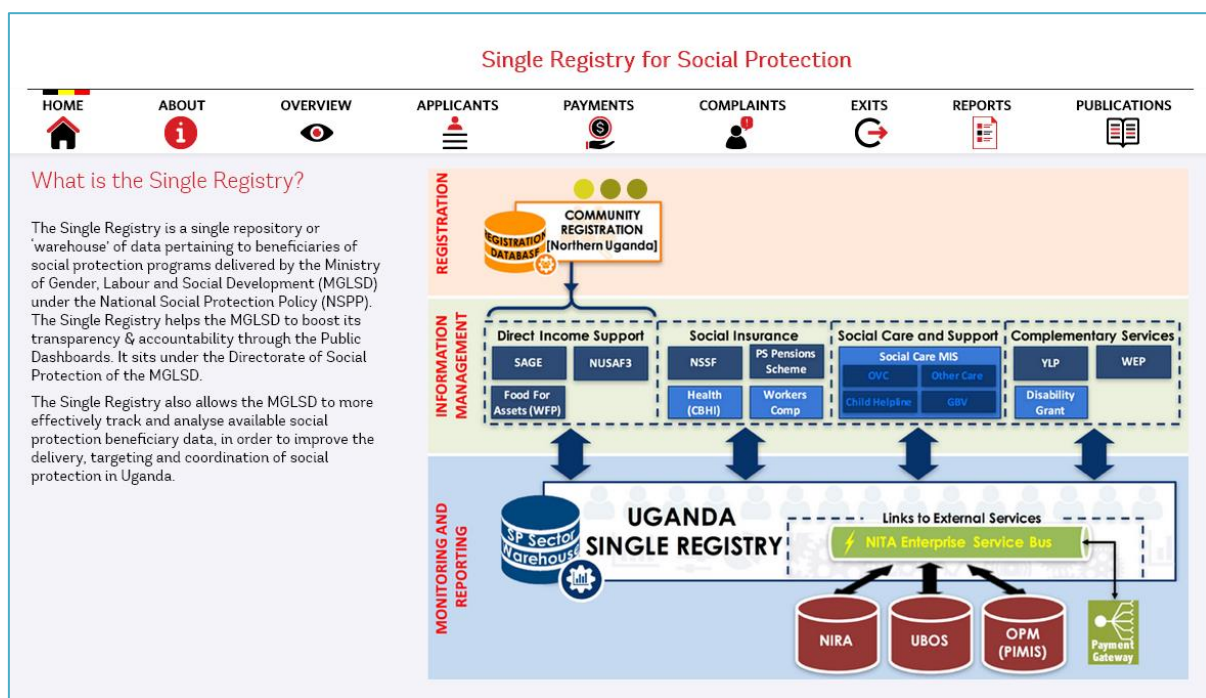 Single Registry for Social Protection
HOME
ABOUT
OVERVIEW
APPLICANTS
PAYMENTS
COMPLAINTS
EXITS
REPORTS
PUBLICATIONS
What is the Single Registry?
The Single Registry is a single repository or
'warehouse' of data pertaining to beneficiaries of
social protection programs delivered by the Ministry
of Gender, Labour and Social Development (MGLSD)
under the National Social Protection Policy (NSPP).
The Single Registry helps the MGLSD to boost its
transparency & accountability through the Public
Dashboards. It sits under the Directorate of Social
Protection of the MGLSD.
The Single Registry also allows the MGLSD to more
effectively track and analyse available social
protection beneficiary data, in order to improve the
delivery, targeting and coordination of social
protection in Uganda.
REGISTRATION
REGISTRATION
DATABASE
COMMUNITY
REGISTRATION
[Northern Uganda]
INFORMATION
MANAGEMENT
Direct Income Support
SAGE
NUSAF3
Food For
Assets (WFP)
Social Insurance
NSSF
PS Pensions
Scheme
Health
(CBHI)
Workers
Comp
Social Care and Support
Social Care MIS
OVC
Other Care
Child Helpline
GBV
Complementary Services
YLP
WEP
Disability
Grant
MONITORING AND
REPORTING
SP Sector
Warehouse
UGANDA
SINGLE REGISTRY
Links to External Services
NITA Enterprise Service Bus
NIRA
UBOS
OPM
(PIMIS)
Payment
Gateway